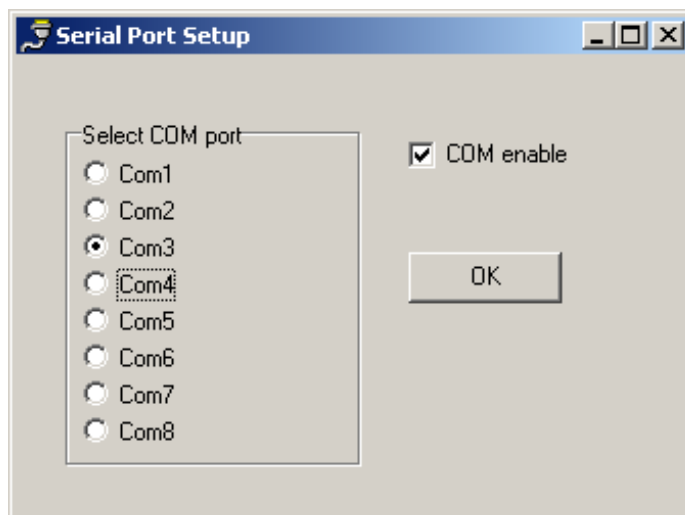 Serial Port Setup
Select COM port
Com1
Com2
Com3
Com4
Com5
Com6
Com7
Com8
COM enable
OK